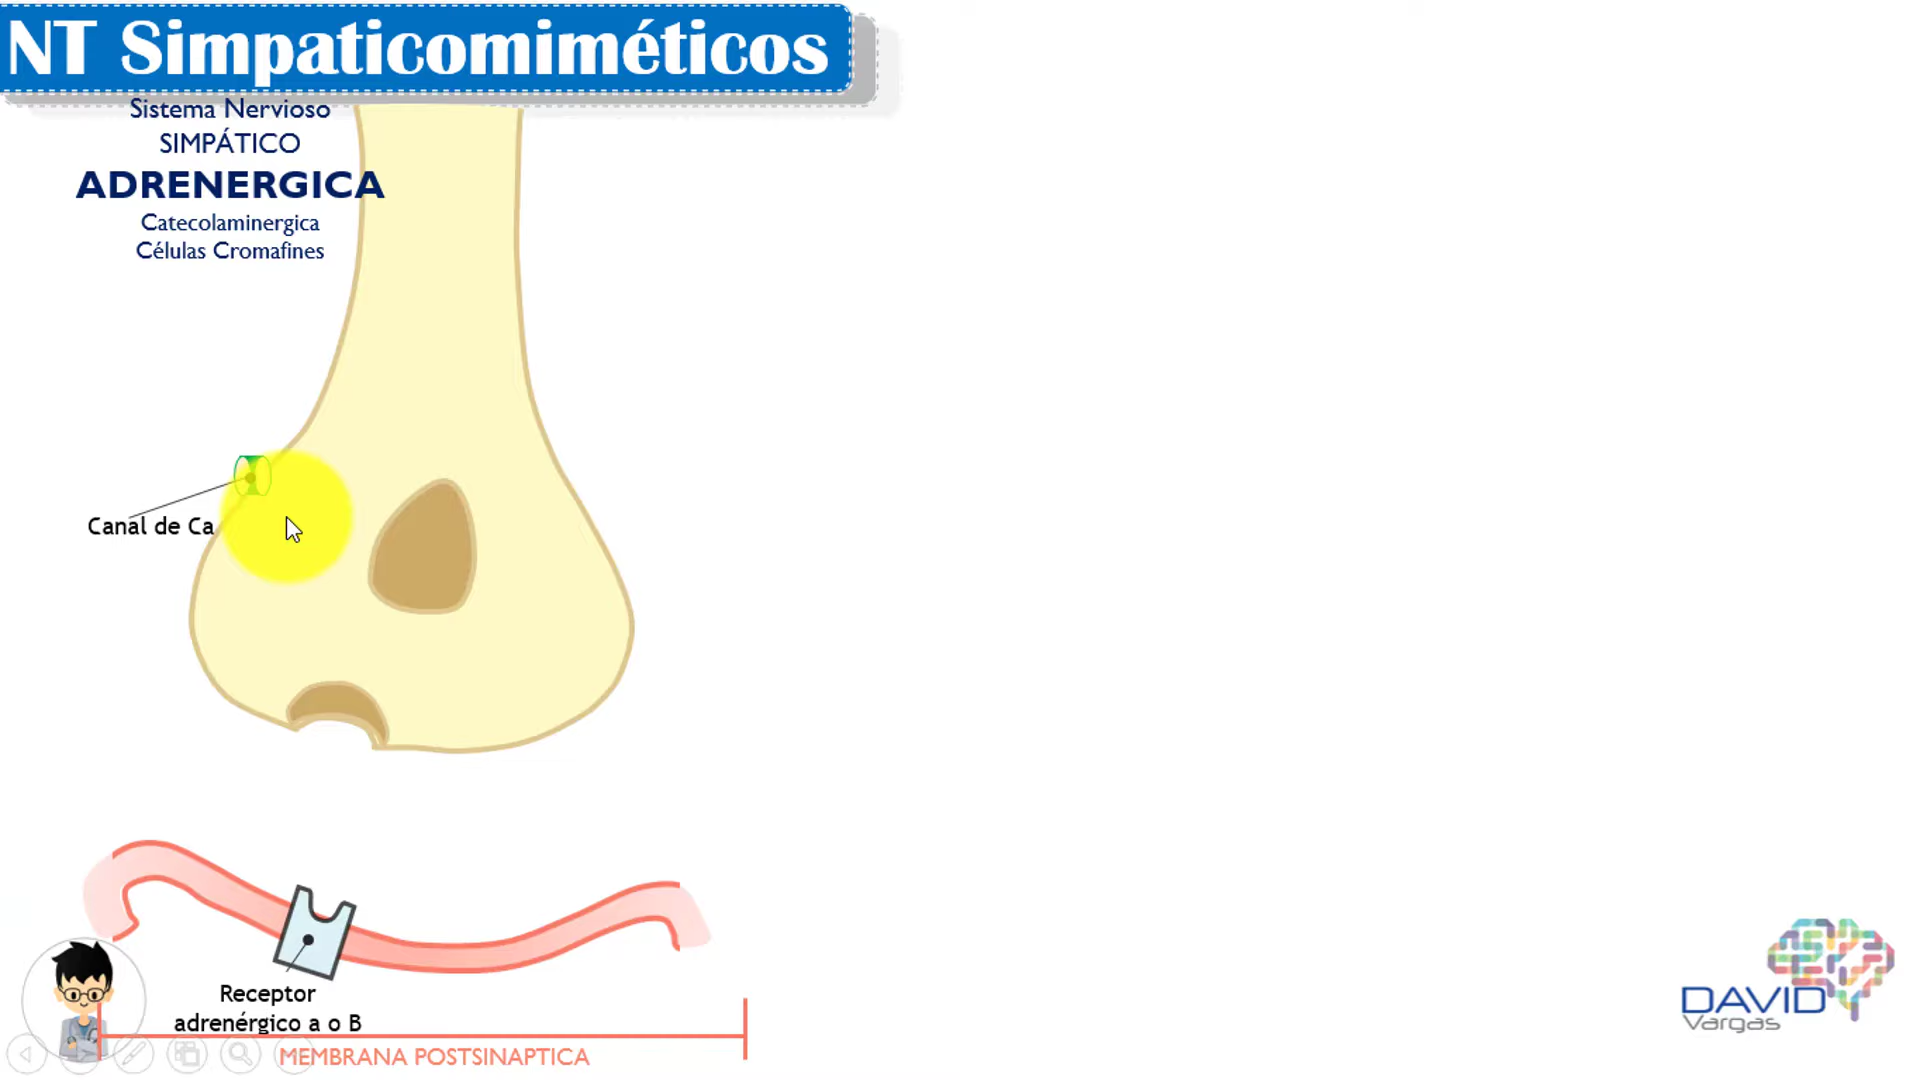 NT Simpaticomiméticos
Sistema Nervioso
SIMPÁTICO
ADRENERGICA
Catecolaminergica
Células Cromafines
Canal de Ca
Receptor
adrenérgico a o B
MEMBRANA POSTSINAPTICA
DAVID
Vargas